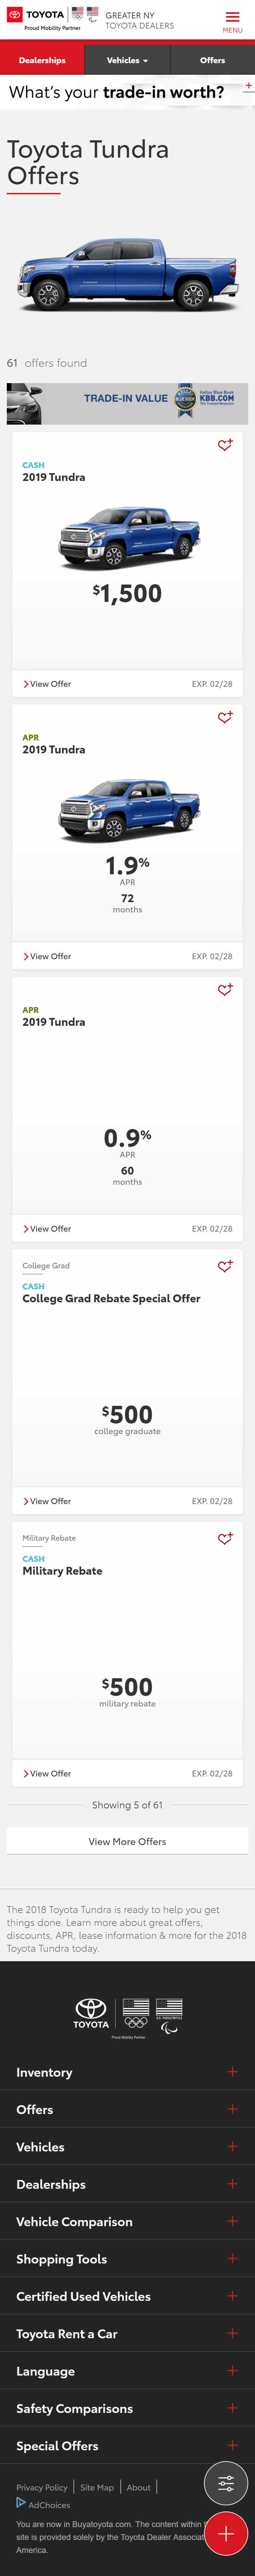 TOYOTA
Proud Mobility Partner
GREATER NY
TOYOTA DEALERS
MENU
Dealerships
Vehicles
Offers
What's your trade-in worth?
Toyota Tundra
Offers
61 offers found
TRADE-IN VALUE
Kelley Blue Book
KBB.COM
The Trusted Resource
CASH
2019 Tundra
$1,500
View Offer
EXP. 02/28
APR
2019 Tundra
1.9%
APR
72
months
View Offer
EXP. 02/28
APR
2019 Tundra
0.9%
APR
60
months
View Offer
EXP. 02/28
College Grad
CASH
College Grad Rebate Special Offer
$500
college graduate
View Offer
EXP. 02/28
Military Rebate
CASH
Military Rebate
$500
military rebate
View Offer
EXP. 02/28
Showing 5 of 61
View More Offers
The 2018 Toyota Tundra is ready to help you get
things done. Learn more about great offers,
discounts, APR, lease information & more for the 2018
Toyota Tundra today.
TOYOTA
U.S. PARALYMPICS
Proud Mobility Partner
Inventory
Offers
Vehicles
Dealerships
Vehicle Comparison
Shopping Tools
Certified Used Vehicles
Toyota Rent a Car
Language
Safety Comparisons
Special Offers
Privacy Policy
Site Map
About
AdChoices
You are now in Buyatoyota.com. The content within
site is provided solely by the Toyota Dealer Associat
America.